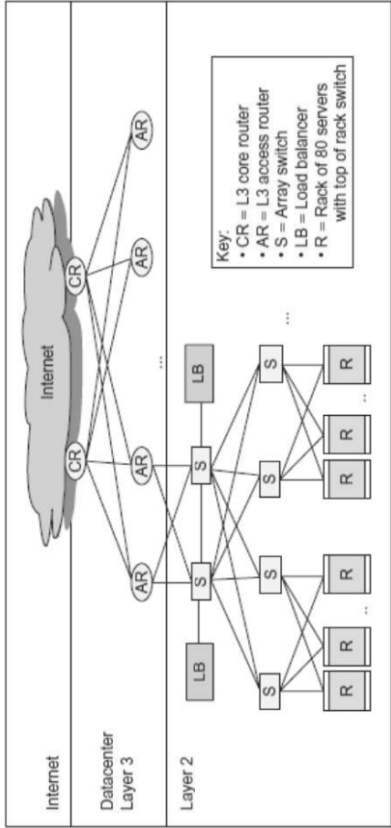 Internet
Internet
CR
CR
Datacenter
Layer 3
AR
AR
AR
AR
...
Layer 2
LB
S
S
LB
S
S
S
S
...
R
R
R
R
R
R
..
..
Key:
• CR = L3 core router
• AR = L3 access router
• S = Array switch
• LB = Load balancer
• R = Rack of 80 servers
with top of rack switch